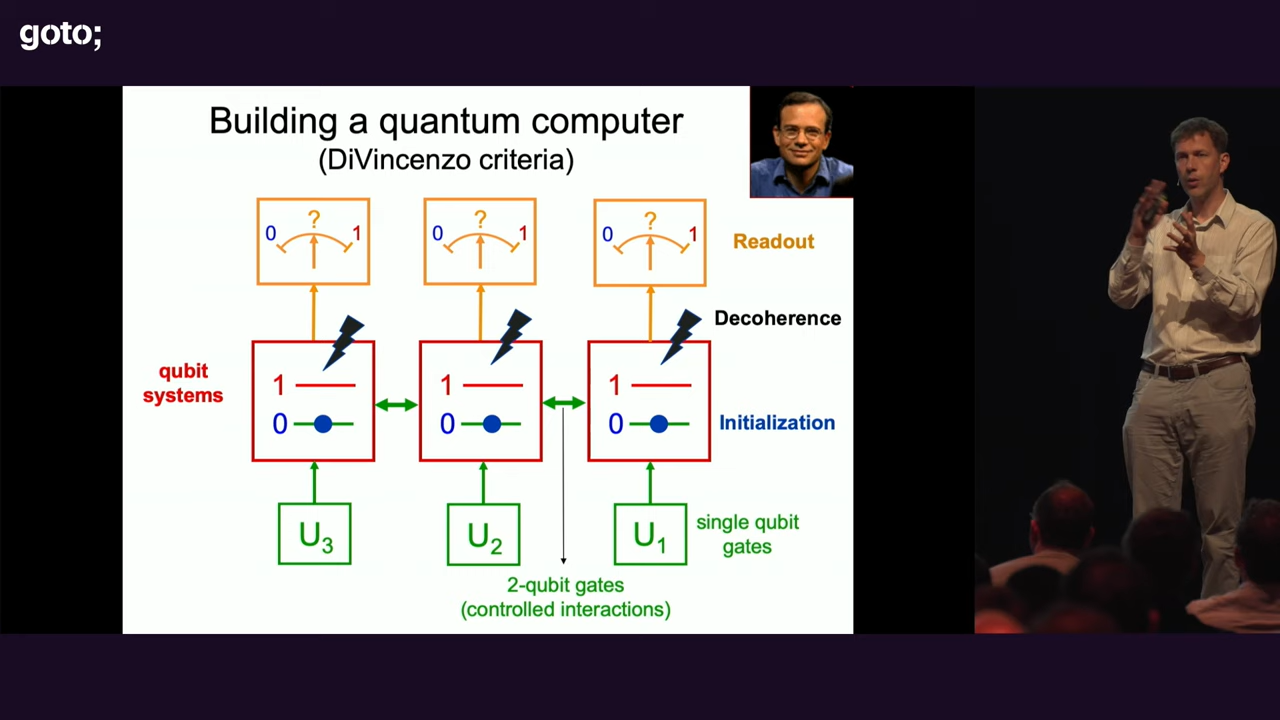 goto;
Building a quantum computer
(DiVincenzo criteria)
0 ? 1
0 ? 1
0 ? 1
Readout
Decoherence
qubit
systems
1
0
1
0
1
0
Initialization
U3
U2
U1
single qubit
gates
2-qubit gates
(controlled interactions)